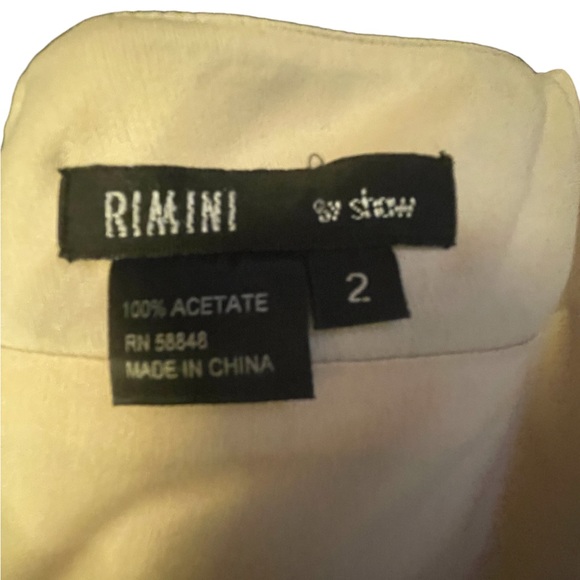 RIMINI by shaw
2
100% ACETATE
RN 58848
MADE IN CHINA